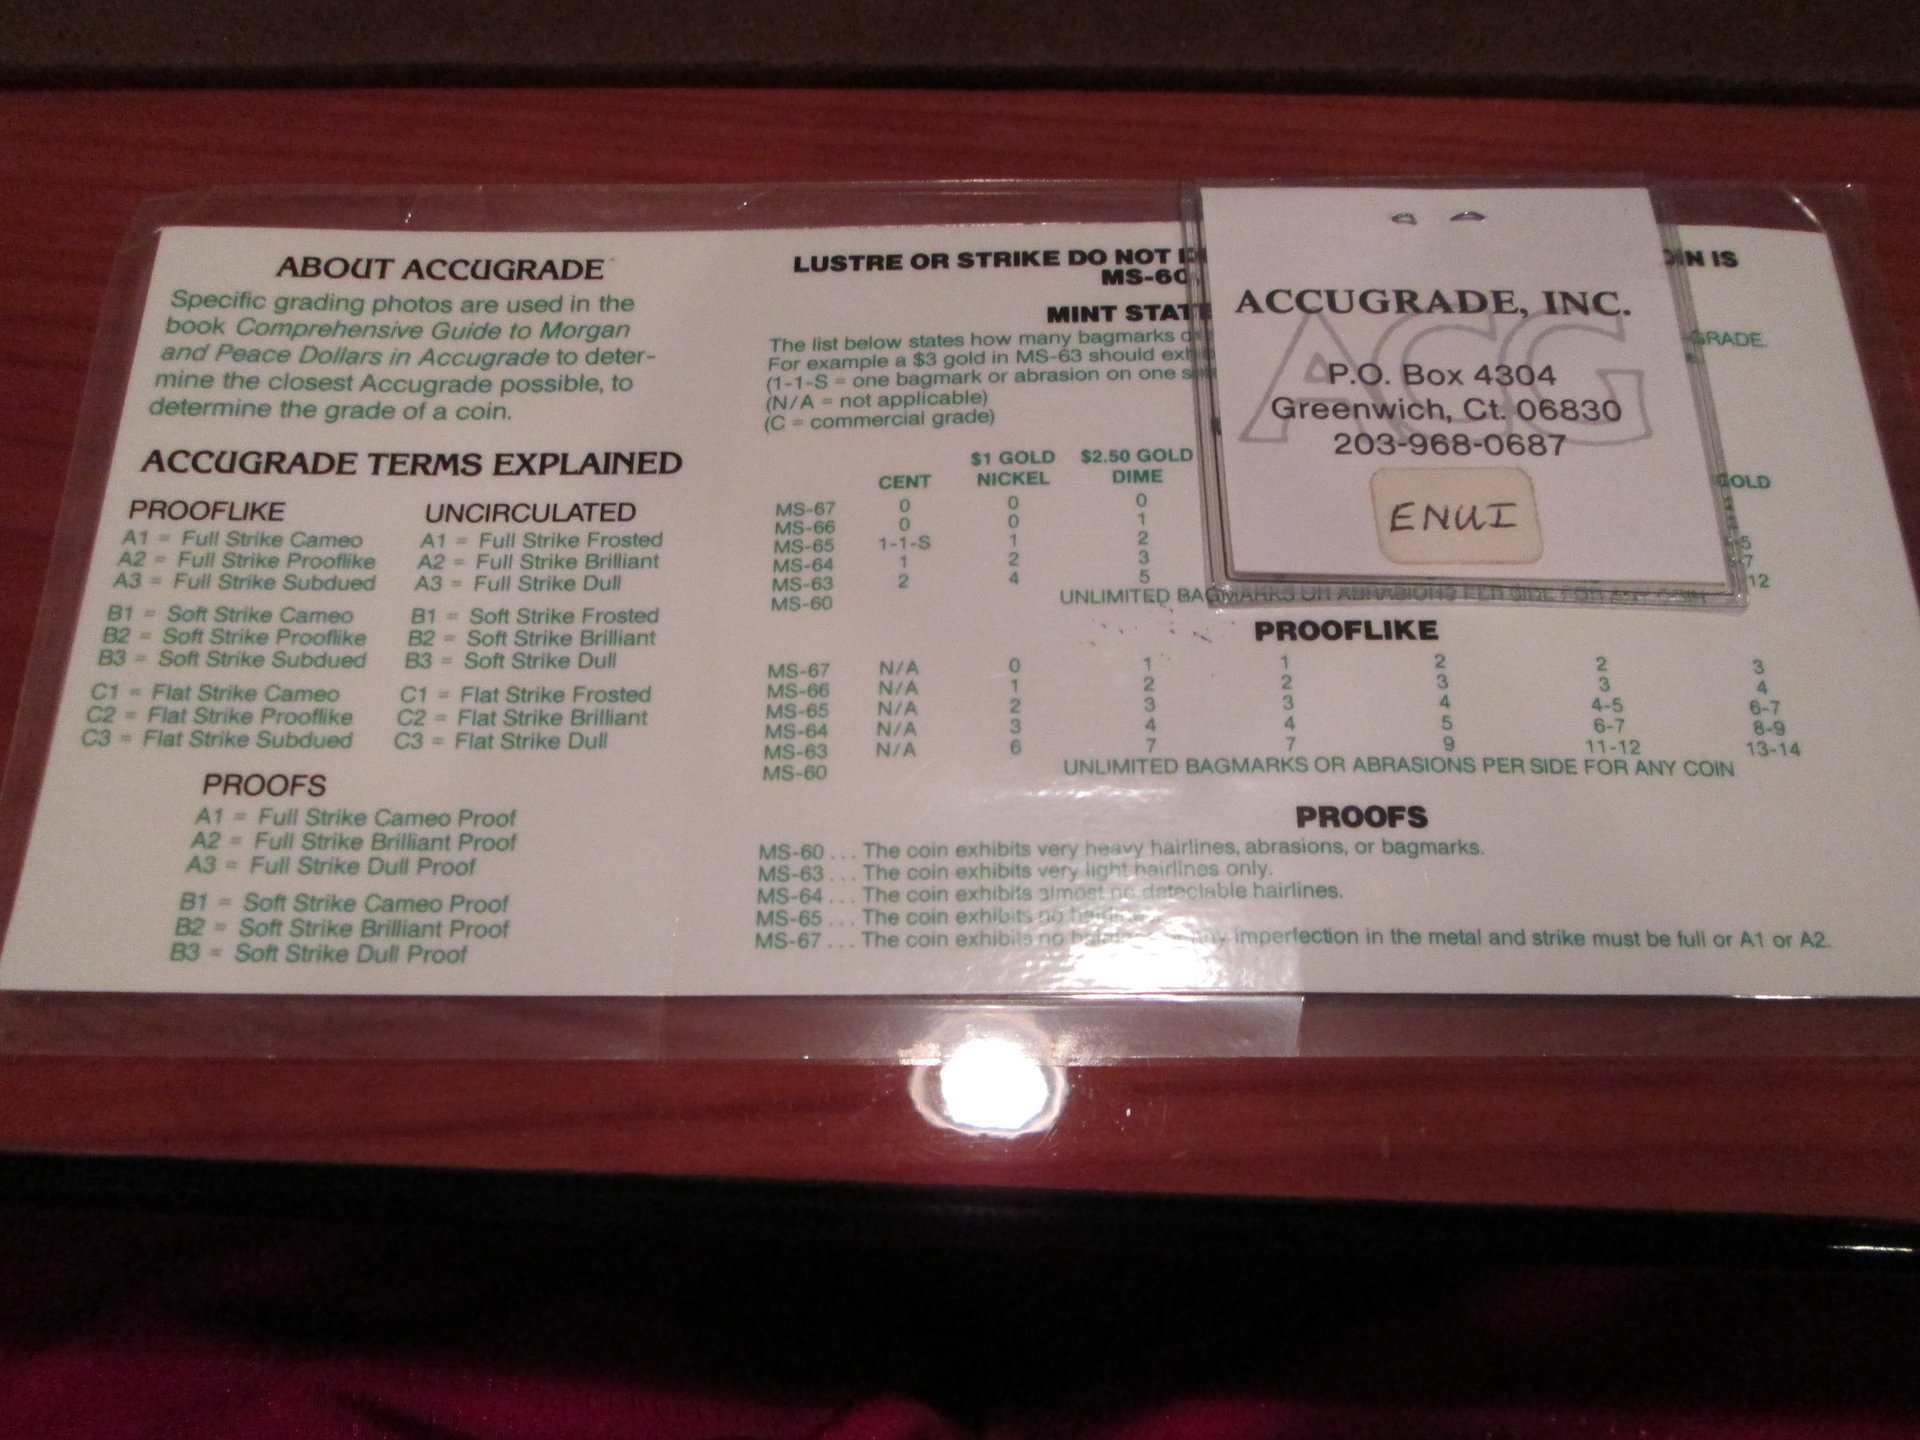 ABOUT ACCUGRADE
Specific grading photos are used in the
book Comprehensive Guide to Morgan
and Peace Dollars in Accugrade to deter-
mine the closest Accugrade possible, to
determine the grade of a coin.
ACCUGRADE TERMS EXPLAINED
PROOFLIKE
A1 = Full Strike Cameo
A2 = Full Strike Prooflike
A3 = Full Strike Subdued
B1 = Soft Strike Cameo
B2 = Soft Strike Prooflike
B3 = Soft Strike Subdued
C1 = Flat Strike Cameo
C2 = Flat Strike Prooflike
C3 = Flat Strike Subdued
UNCIRCULATED
A1 = Full Strike Frosted
A2 = Full Strike Brilliant
A3 = Full Strike Dull
B1 = Soft Strike Frosted
B2 = Soft Strike Brilliant
B3 = Soft Strike Dull
C1 = Flat Strike Frosted
C2 = Flat Strike Brilliant
C3 = Flat Strike Dull
PROOFS
A1 = Full Strike Cameo Proof
A2 = Full Strike Brilliant Proof
A3 = Full Strike Dull Proof
B1 = Soft Strike Cameo Proof
B2 = Soft Strike Brilliant Proof
B3 = Soft Strike Dull Proof
LUSTRE OR STRIKE DO NOT IS
MS-60
MINT STATE
The list below states how many bagmarks GRADE.
For example a $3 gold in MS-63 should
(1-1-S = one bagmark or abrasion on one
(N/A = not applicable)
(C = commercial grade)
$1 GOLD $2.50 GOLD
CENT NICKEL DIME GOLD
MS-67 0 0 0
MS-66 0 0 1
MS-65 1-1-S 1 2
MS-64 1 2 3
MS-63 2 4 5 12
MS-60 UNLIMITED BAGMARKS OR ABRASIONS PER SIDE FOR ANY COIN
PROOFLIKE
MS-67 N/A 0 1 1 2 2 3
MS-66 N/A 1 2 2 3 3 4
MS-65 N/A 2 3 3 4 4-5 6-7
MS-64 N/A 3 4 4 5 6-7 8-9
MS-63 N/A 6 7 7 9 11-12 13-14
MS-60 UNLIMITED BAGMARKS OR ABRASIONS PER SIDE FOR ANY COIN
PROOFS
MS-60 ... The coin exhibits very heavy hairlines, abrasions, or bagmarks.
MS-63 ... The coin exhibits very light hairlines only.
MS-64 ... The coin exhibits almost no detectable hairlines.
MS-65 ... The coin exhibits no
MS-67 ... The coin exhibits no any imperfection in the metal and strike must be full or A1 or A2.
ACG
ACCUGRADE, INC.
P.O. Box 4304
Greenwich, Ct. 06830
203-968-0687
ENUI